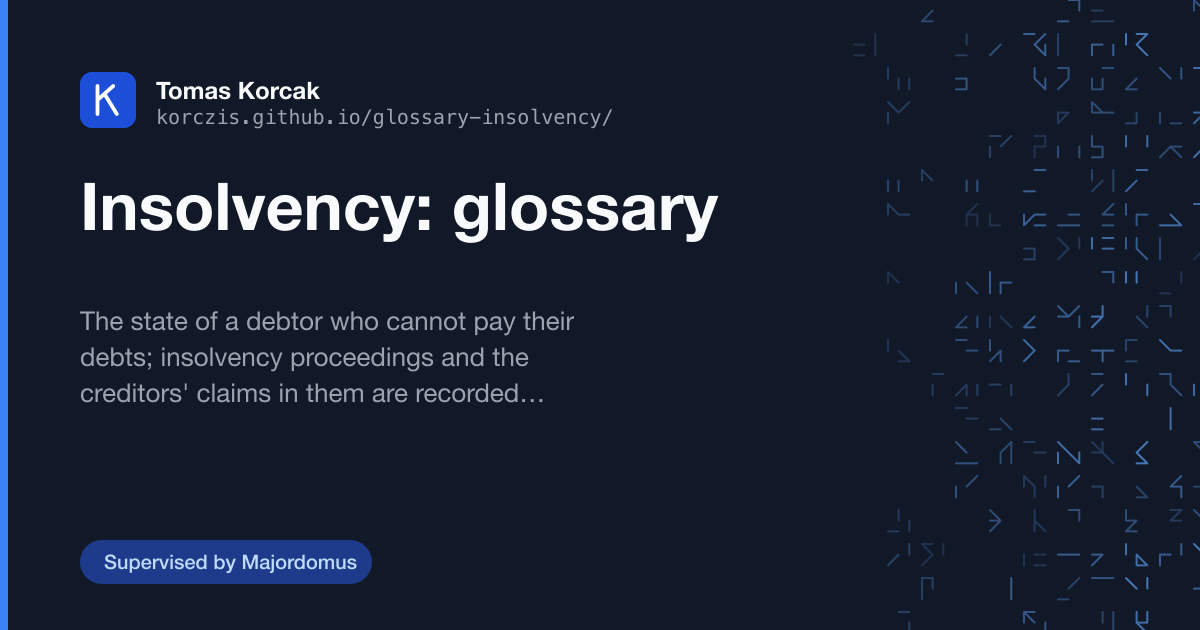 K
Tomas Korcak
korczis.github.io/glossary-insolvency/
Insolvency: glossary
The state of a debtor who cannot pay their
debts; insolvency proceedings and the
creditors' claims in them are recorded…
Supervised by Majordomus